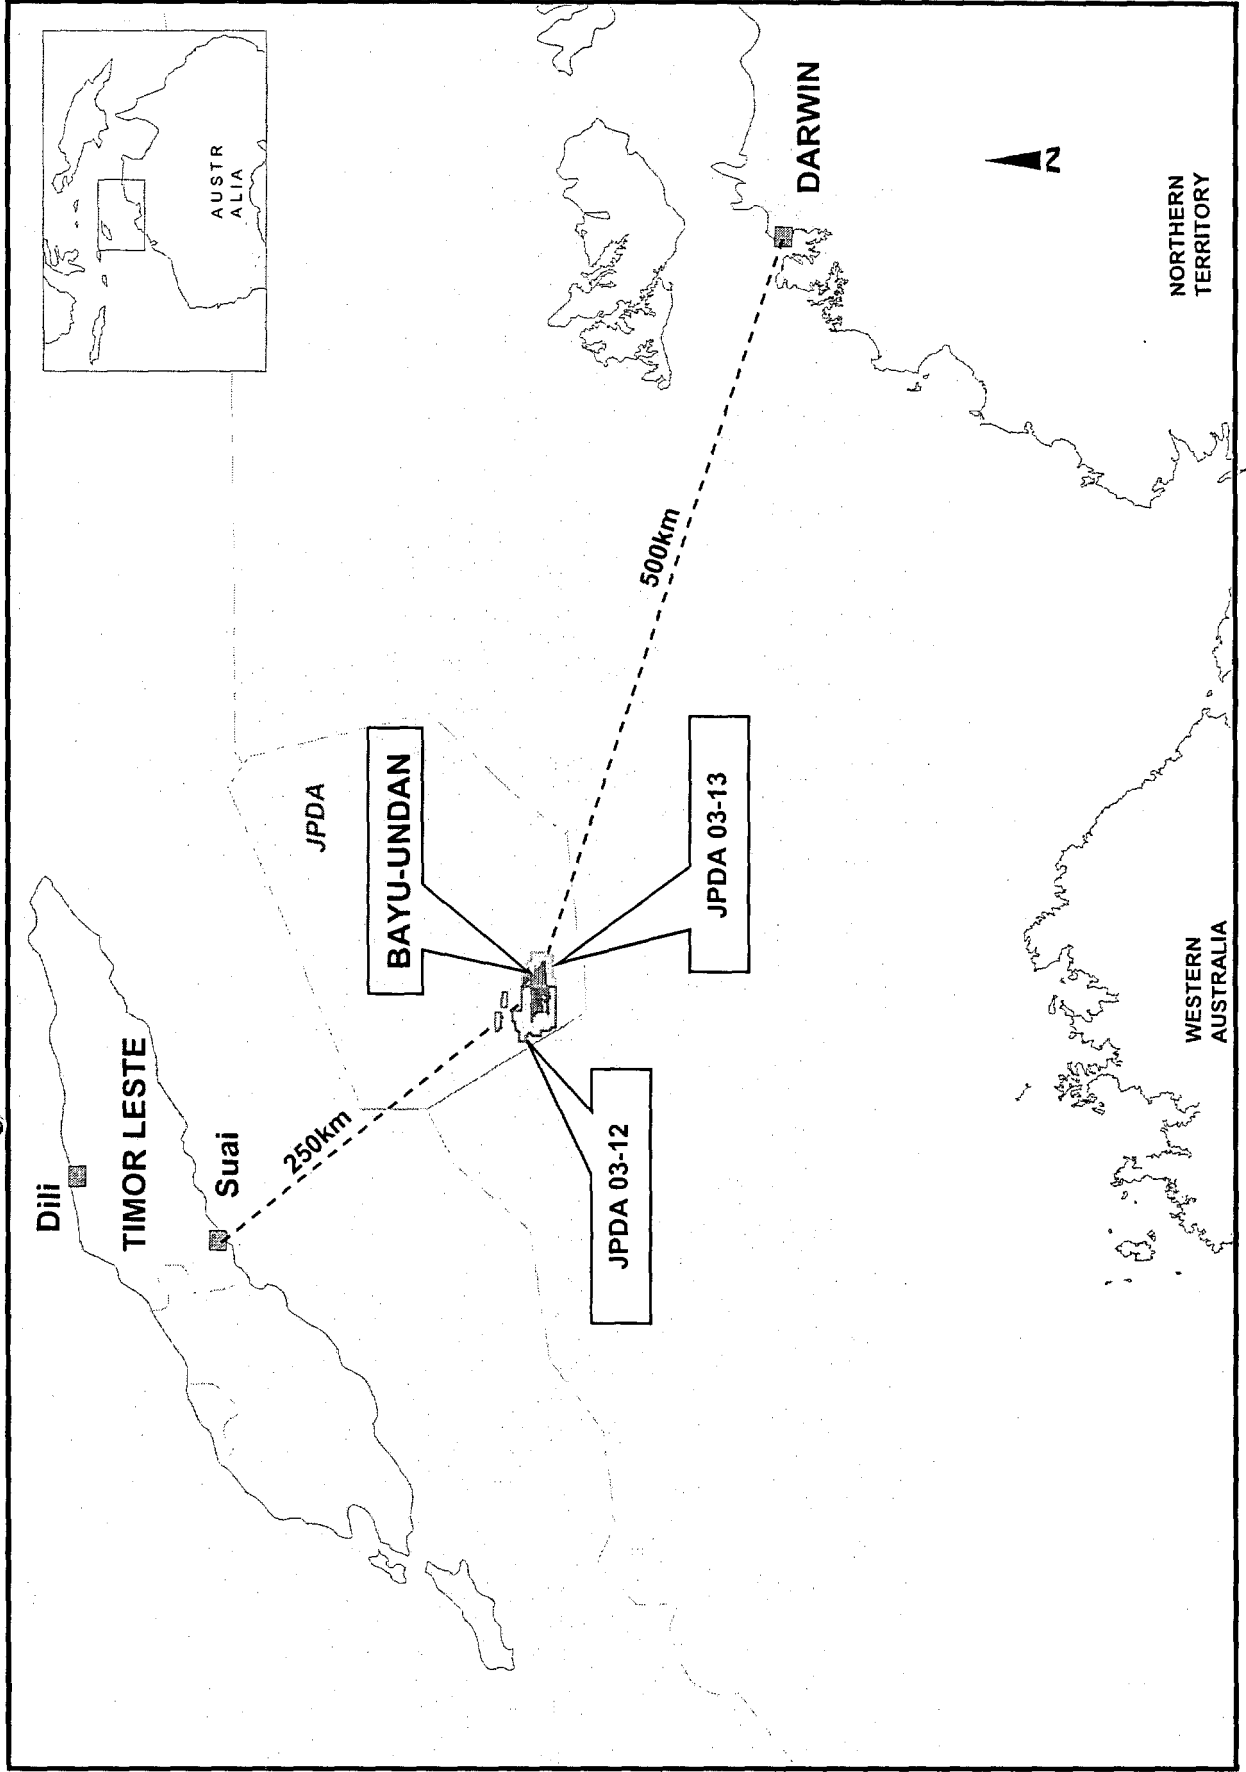 Dili
TIMOR LESTE
Suai
250km
JPDA
BAYU-UNDAN
JPDA 03-12
JPDA 03-13
500km
DARWIN
N
NORTHERN
TERRITORY
WESTERN
AUSTRALIA
AUSTR
ALIA